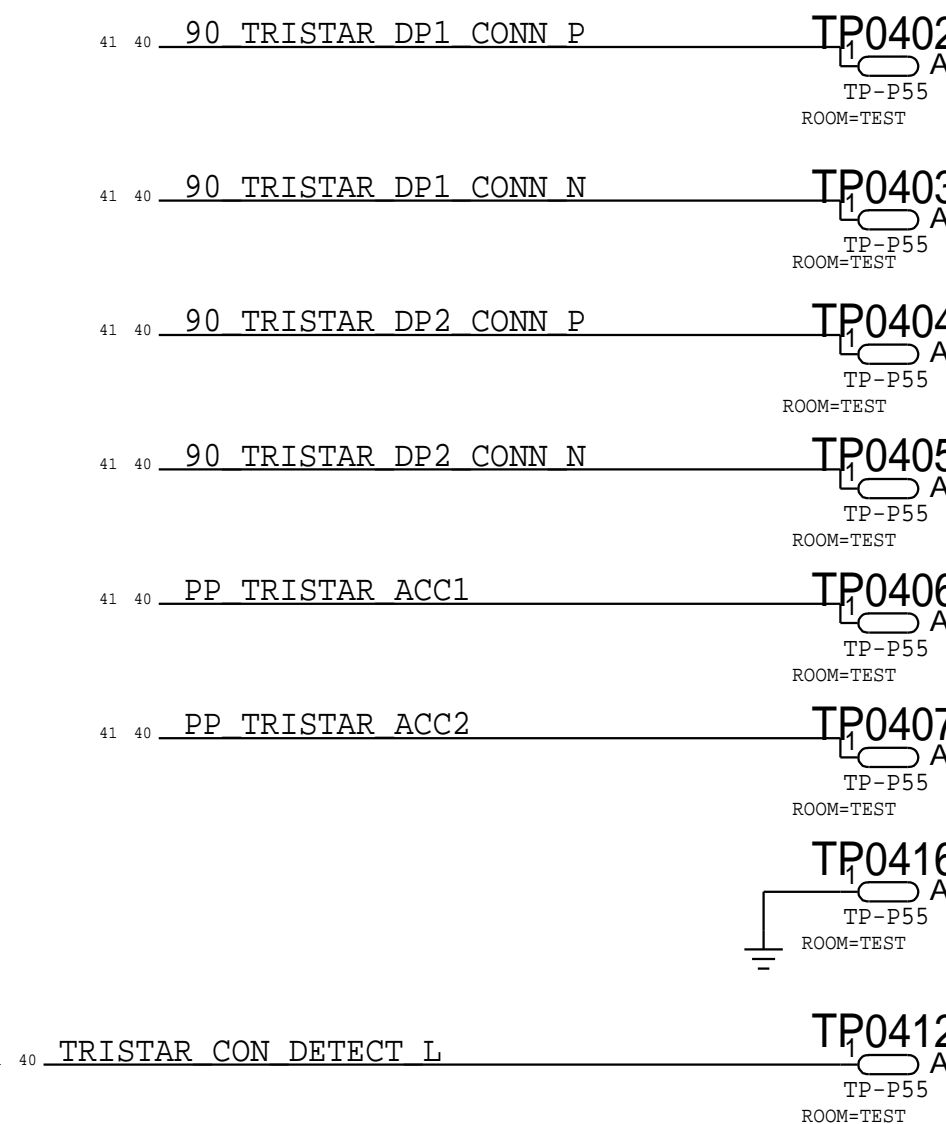 41 40 90_TRISTAR_DP1_CONN_P TP0402
1 A
TP-P55
ROOM=TEST
41 40 90_TRISTAR_DP1_CONN_N TP0403
1 A
TP-P55
ROOM=TEST
41 40 90_TRISTAR_DP2_CONN_P TP0404
1 A
TP-P55
ROOM=TEST
41 40 90_TRISTAR_DP2_CONN_N TP0405
1 A
TP-P55
ROOM=TEST
41 40 PP_TRISTAR_ACC1 TP0406
1 A
TP-P55
ROOM=TEST
41 40 PP_TRISTAR_ACC2 TP0407
1 A
TP-P55
ROOM=TEST
TP0416
1 A
TP-P55
ROOM=TEST
40 TRISTAR_CON_DETECT_L TP0412
1 A
TP-P55
ROOM=TEST